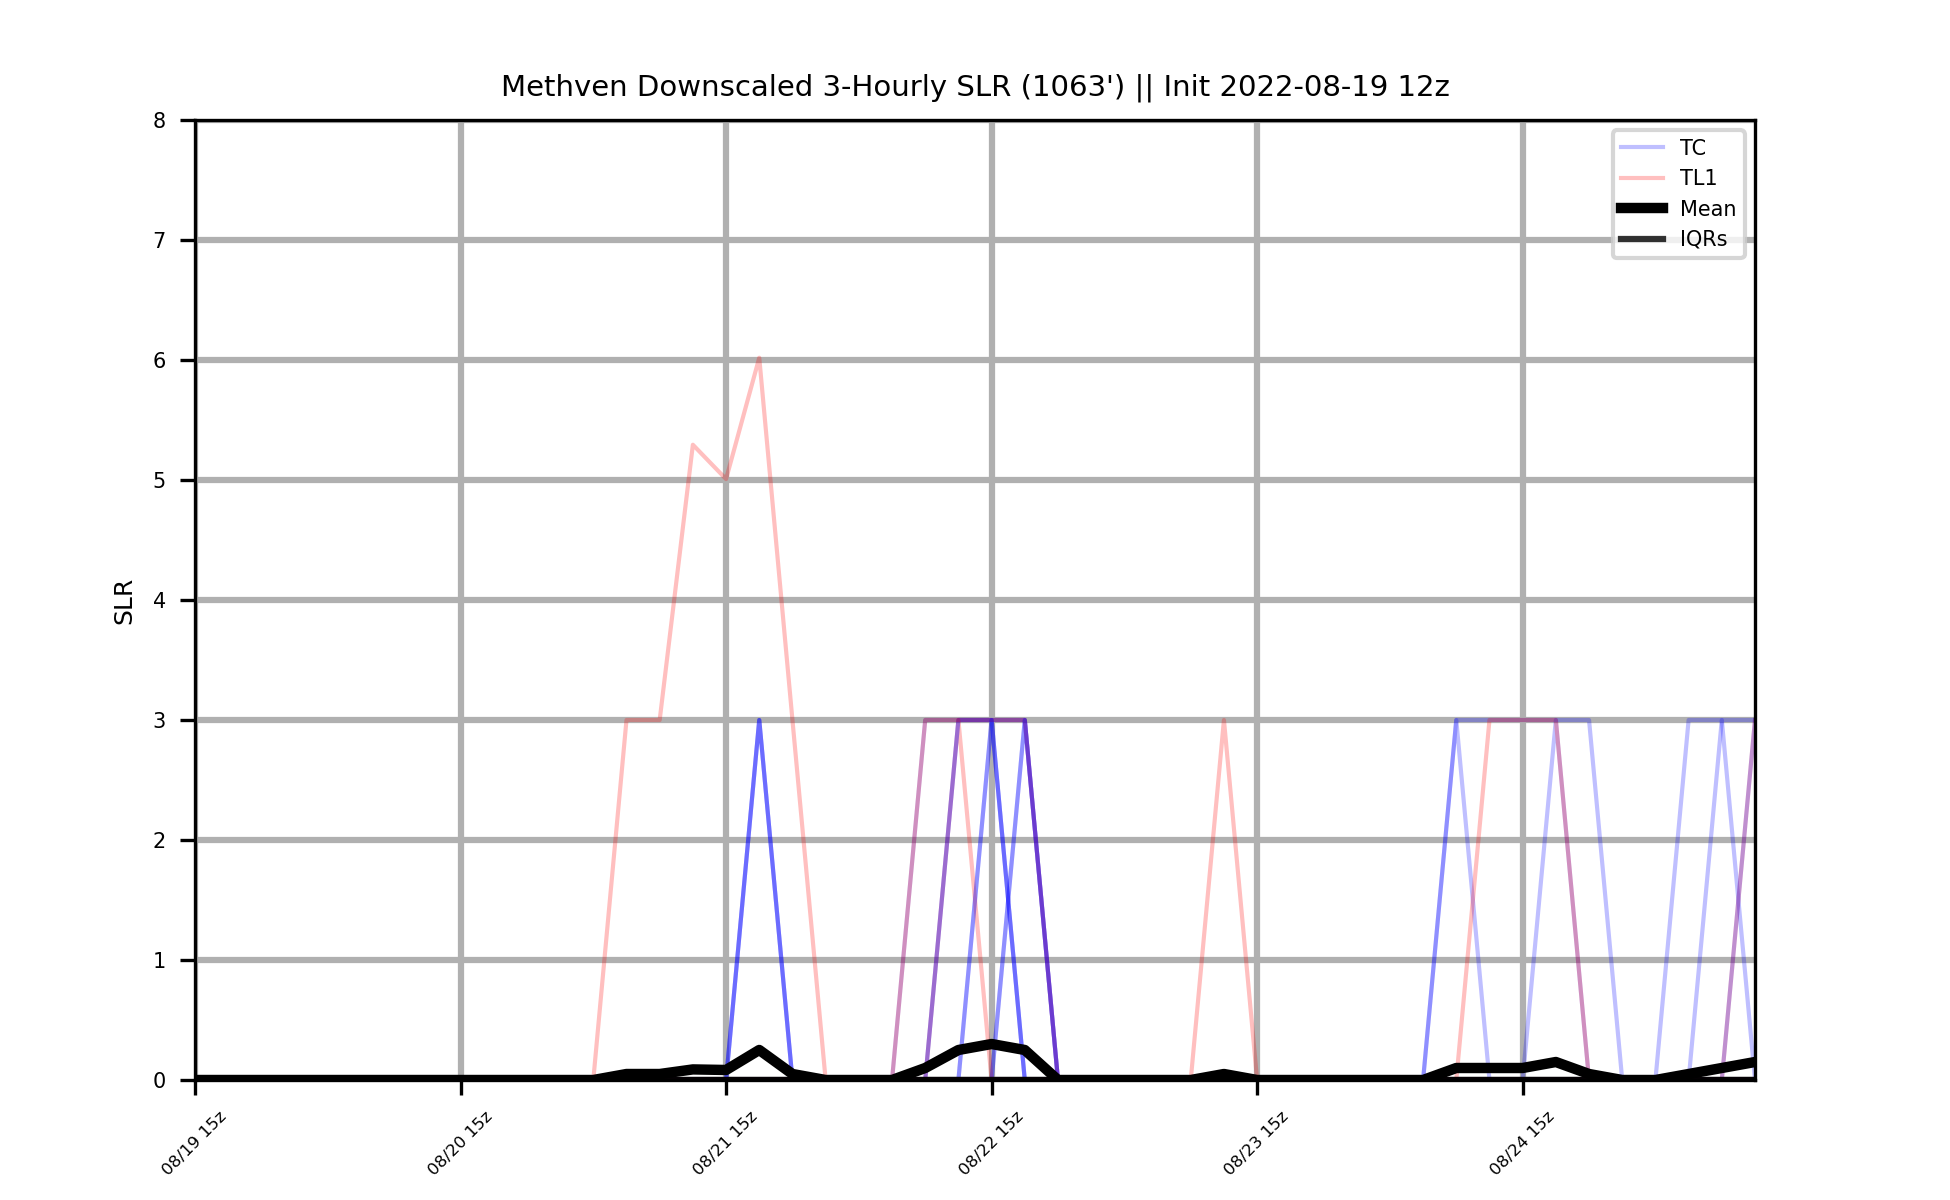 Methven Downscaled 3-Hourly SLR (1063') || Init 2022-08-19 12z
TC
TL1
Mean
IQRs
SLR
8
7
6
5
4
3
2
1
0
08/19 15z
08/20 15z
08/21 15z
08/22 15z
08/23 15z
08/24 15z